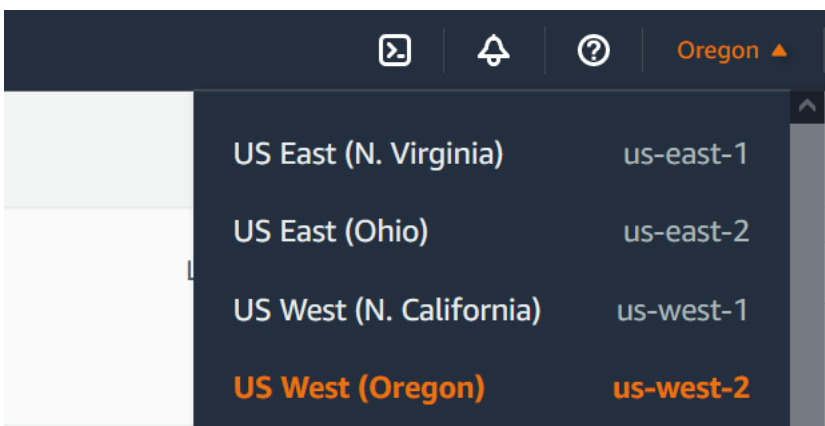 Oregon ▲
US East (N. Virginia) us-east-1
US East (Ohio) us-east-2
US West (N. California) us-west-1
US West (Oregon) us-west-2